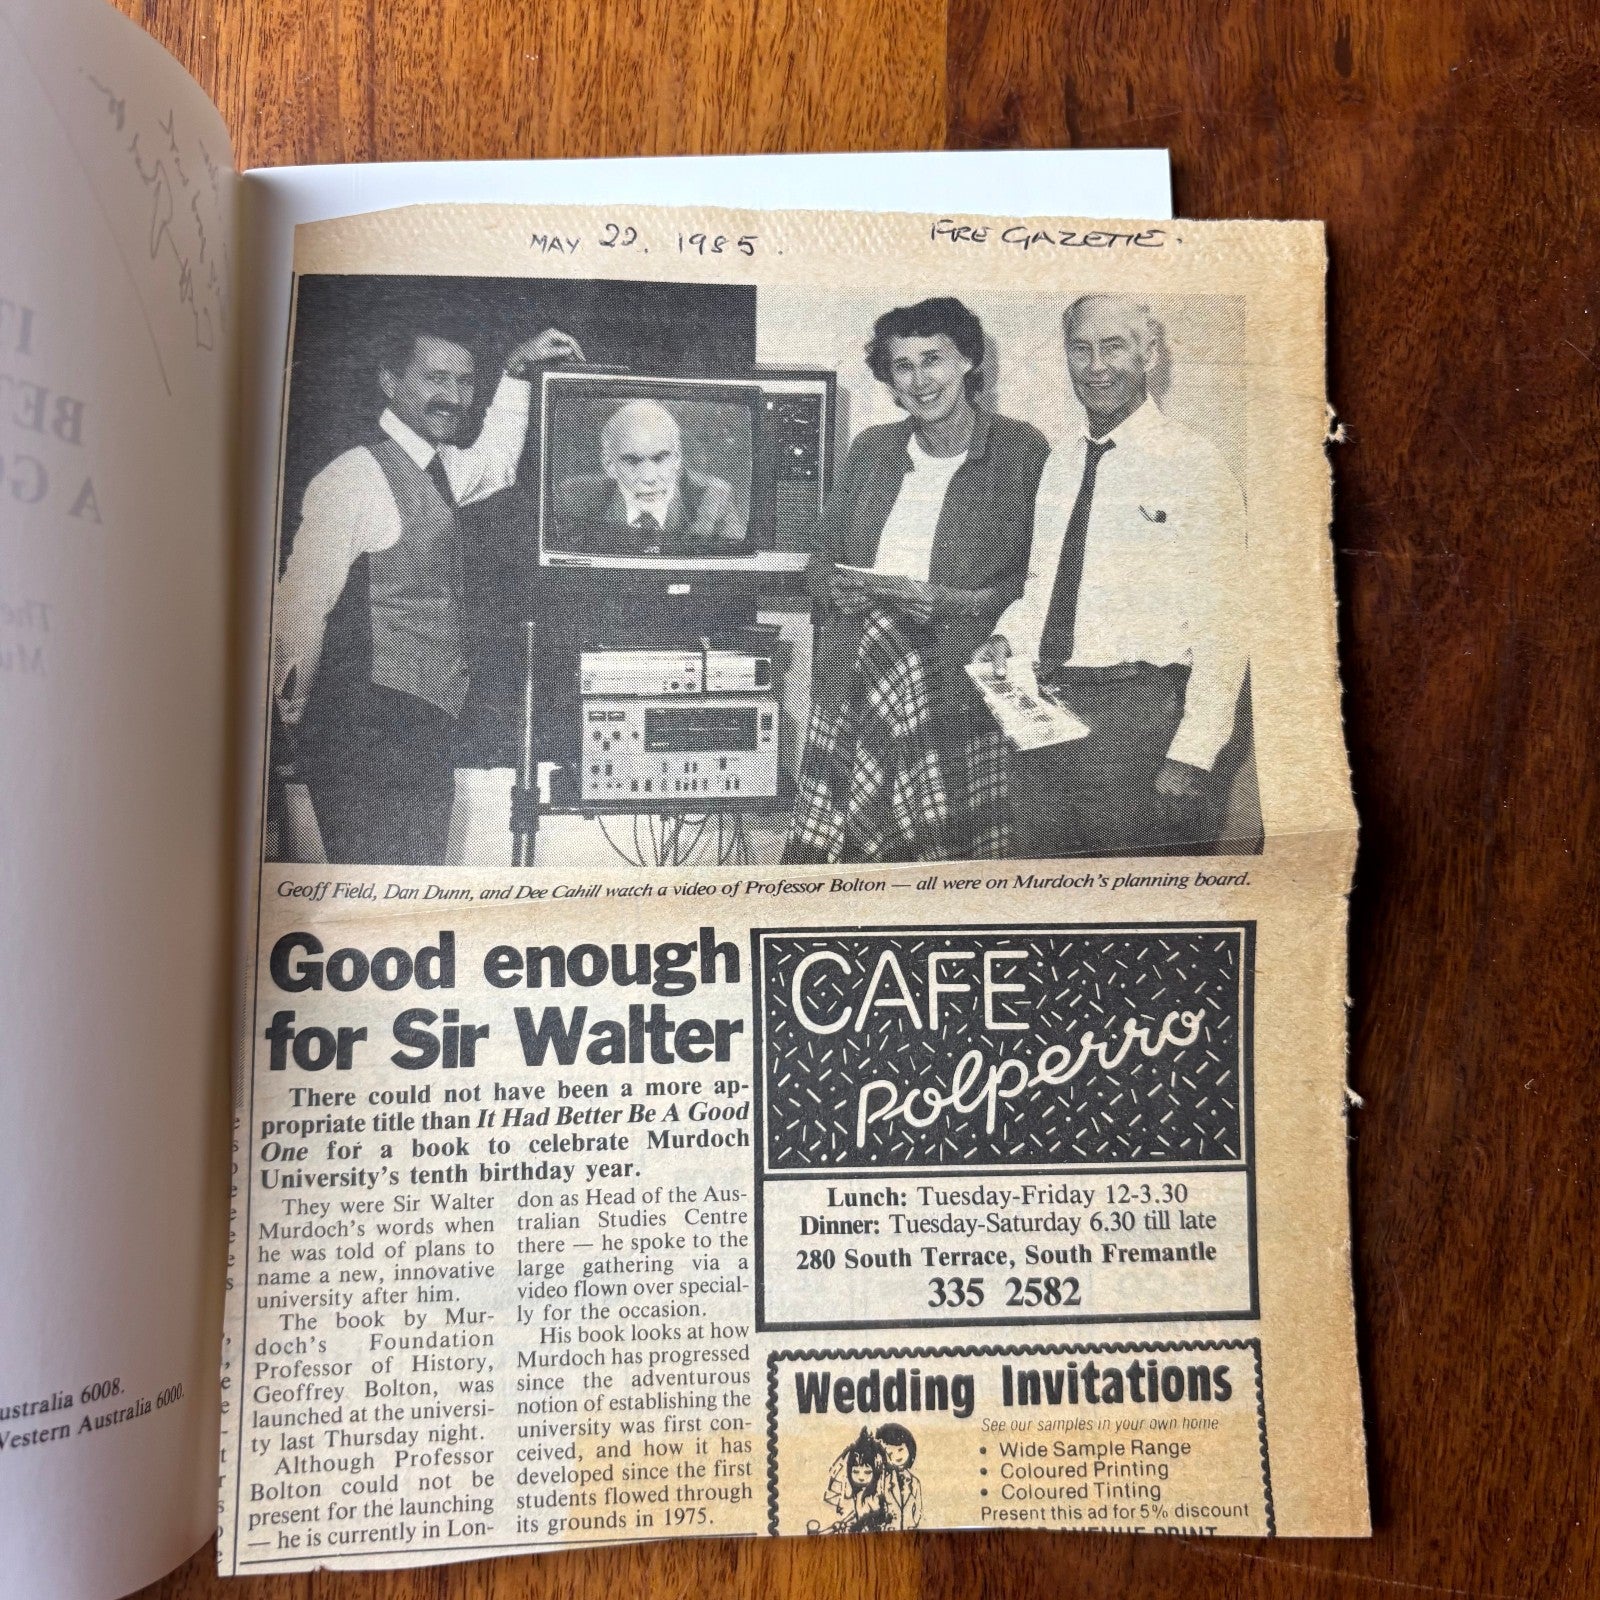 MAY 22. 1985.
FRE GAZETTE.
JVC
Geoff Field, Dan Dunn, and Dee Cahill watch a video of Professor Bolton — all were on Murdoch's planning board.
Good enough
for Sir Walter
There could not have been a more ap-
propriate title than It Had Better Be A Good
One for a book to celebrate Murdoch
University's tenth birthday year.
They were Sir Walter
Murdoch's words when
he was told of plans to
name a new, innovative
university after him.
The book by Mur-
doch's Foundation
Professor of History,
Geoffrey Bolton, was
launched at the universi-
ty last Thursday night.
Although Professor
Bolton could not be
present for the launching
— he is currently in Lon-
don as Head of the Aus-
tralian Studies Centre
there — he spoke to the
large gathering via a
video flown over special-
ly for the occasion.
His book looks at how
Murdoch has progressed
since the adventurous
notion of establishing the
university was first con-
ceived, and how it has
developed since the first
students flowed through
its grounds in 1975.
CAFE
polperro
Lunch: Tuesday-Friday 12-3.30
Dinner: Tuesday-Saturday 6.30 till late
280 South Terrace, South Fremantle
335 2582
Wedding Invitations
See our samples in your own home
• Wide Sample Range
• Coloured Printing
• Coloured Tinting
Present this ad for 5% discount
AVENUE PRINT
ustralia 6008.
Western Australia 6000.